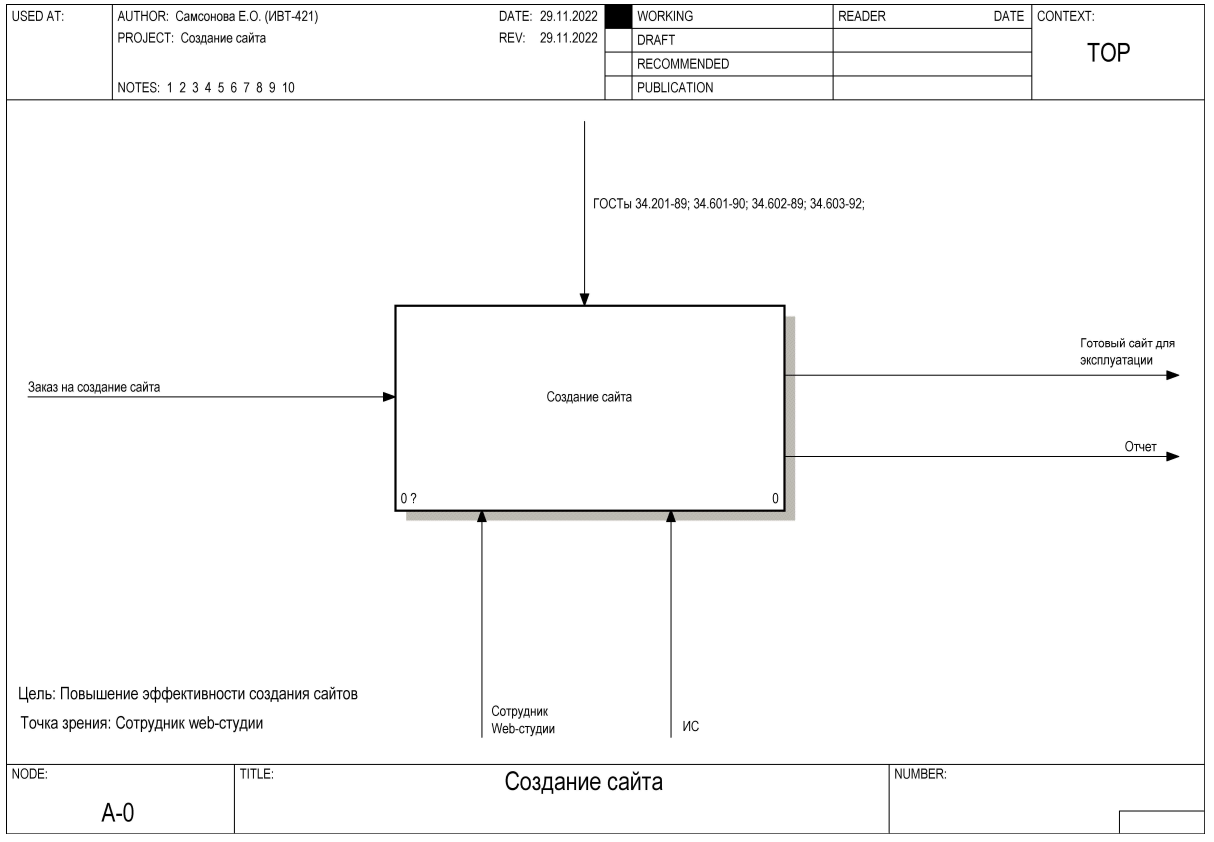 USED AT:
AUTHOR: Самсонова Е.О. (ИВТ-421)
DATE: 29.11.2022
PROJECT: Создание сайта
REV: 29.11.2022
NOTES: 1 2 3 4 5 6 7 8 9 10
WORKING
DRAFT
RECOMMENDED
PUBLICATION
READER DATE
CONTEXT:
TOP
ГОСТы 34.201-89; 34.601-90; 34.602-89; 34.603-92;
Заказ на создание сайта
Создание сайта
0 ?
0
Готовый сайт для
эксплуатации
Отчет
Цель: Повышение эффективности создания сайтов
Точка зрения: Сотрудник web-студии
Сотрудник
Web-студии
ИС
NODE:
A-0
TITLE:
Создание сайта
NUMBER: